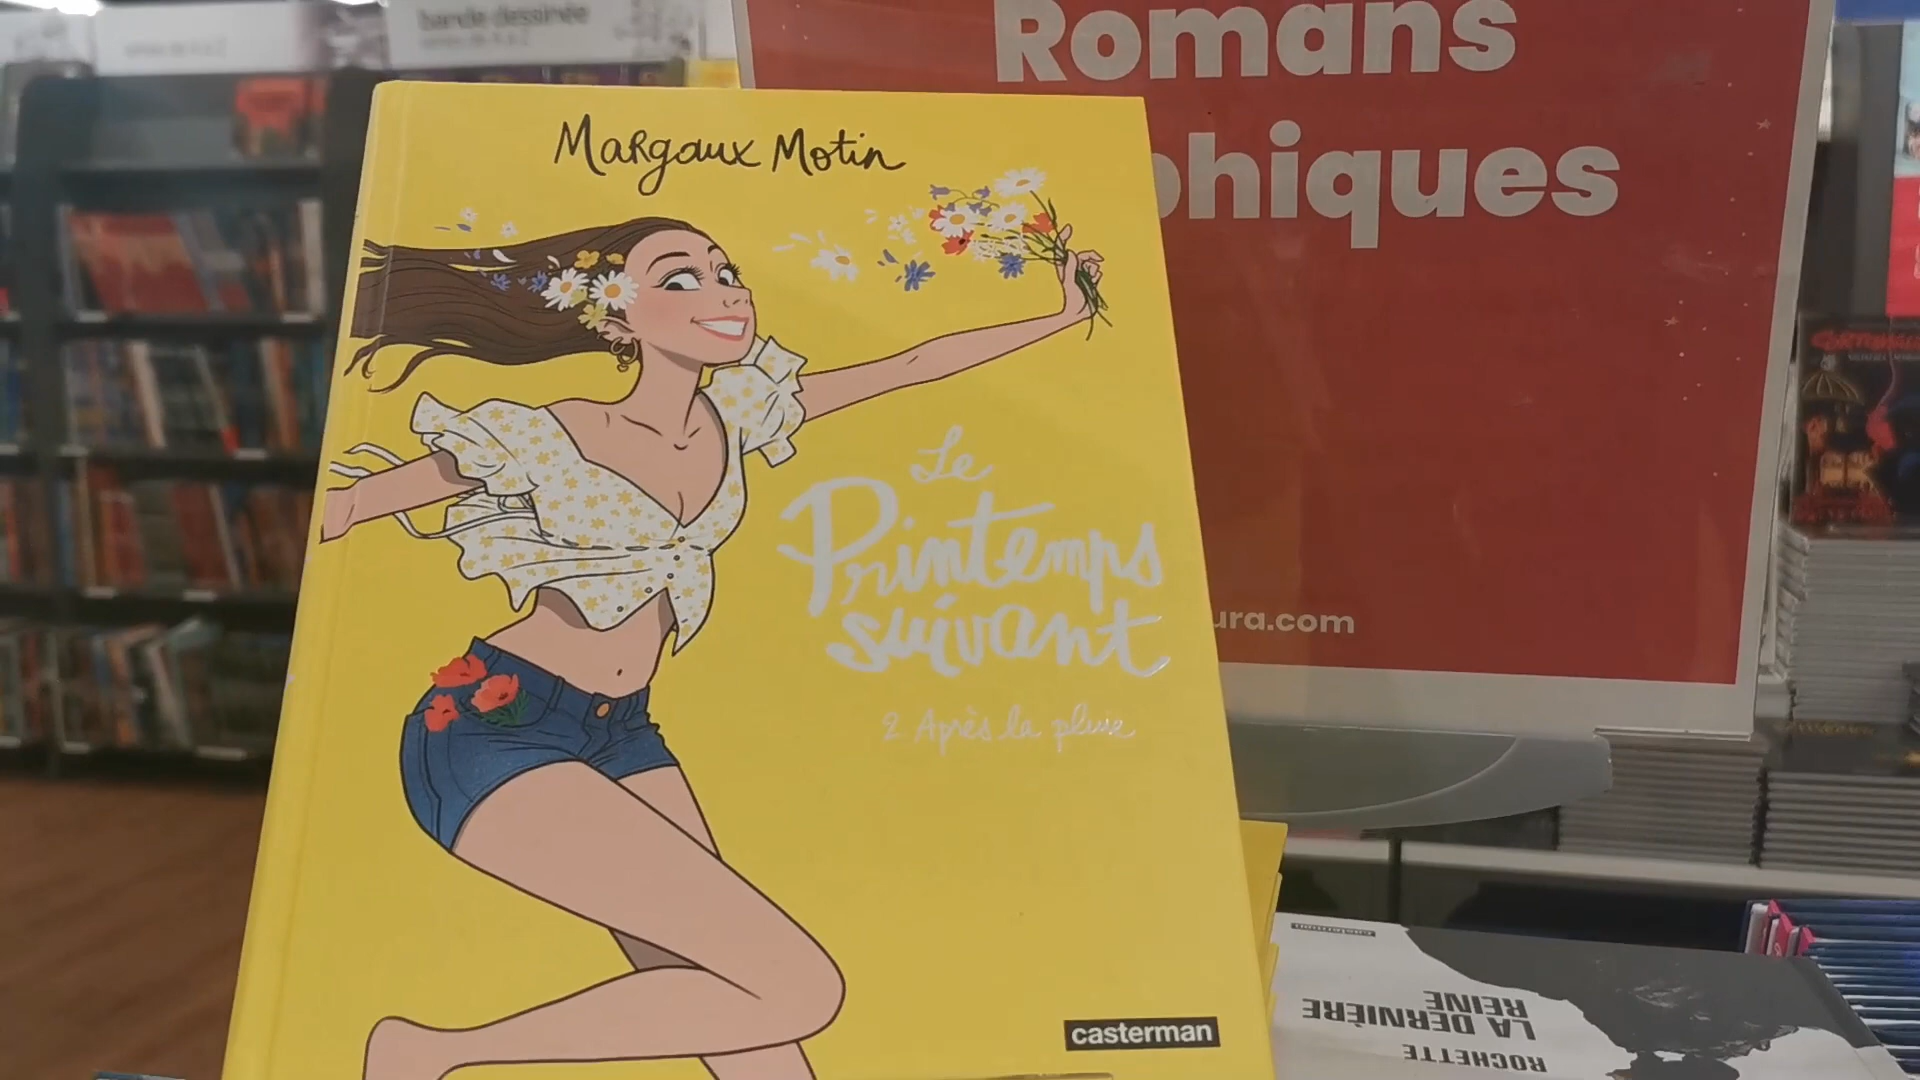 bande dessinée
Romans
phiques
ura.com
Margaux Motin
Le
Printemps
suivant
2 Après la pluie
casterman
casterman
LA DERNIÈRE
REINE
ROCHETTE